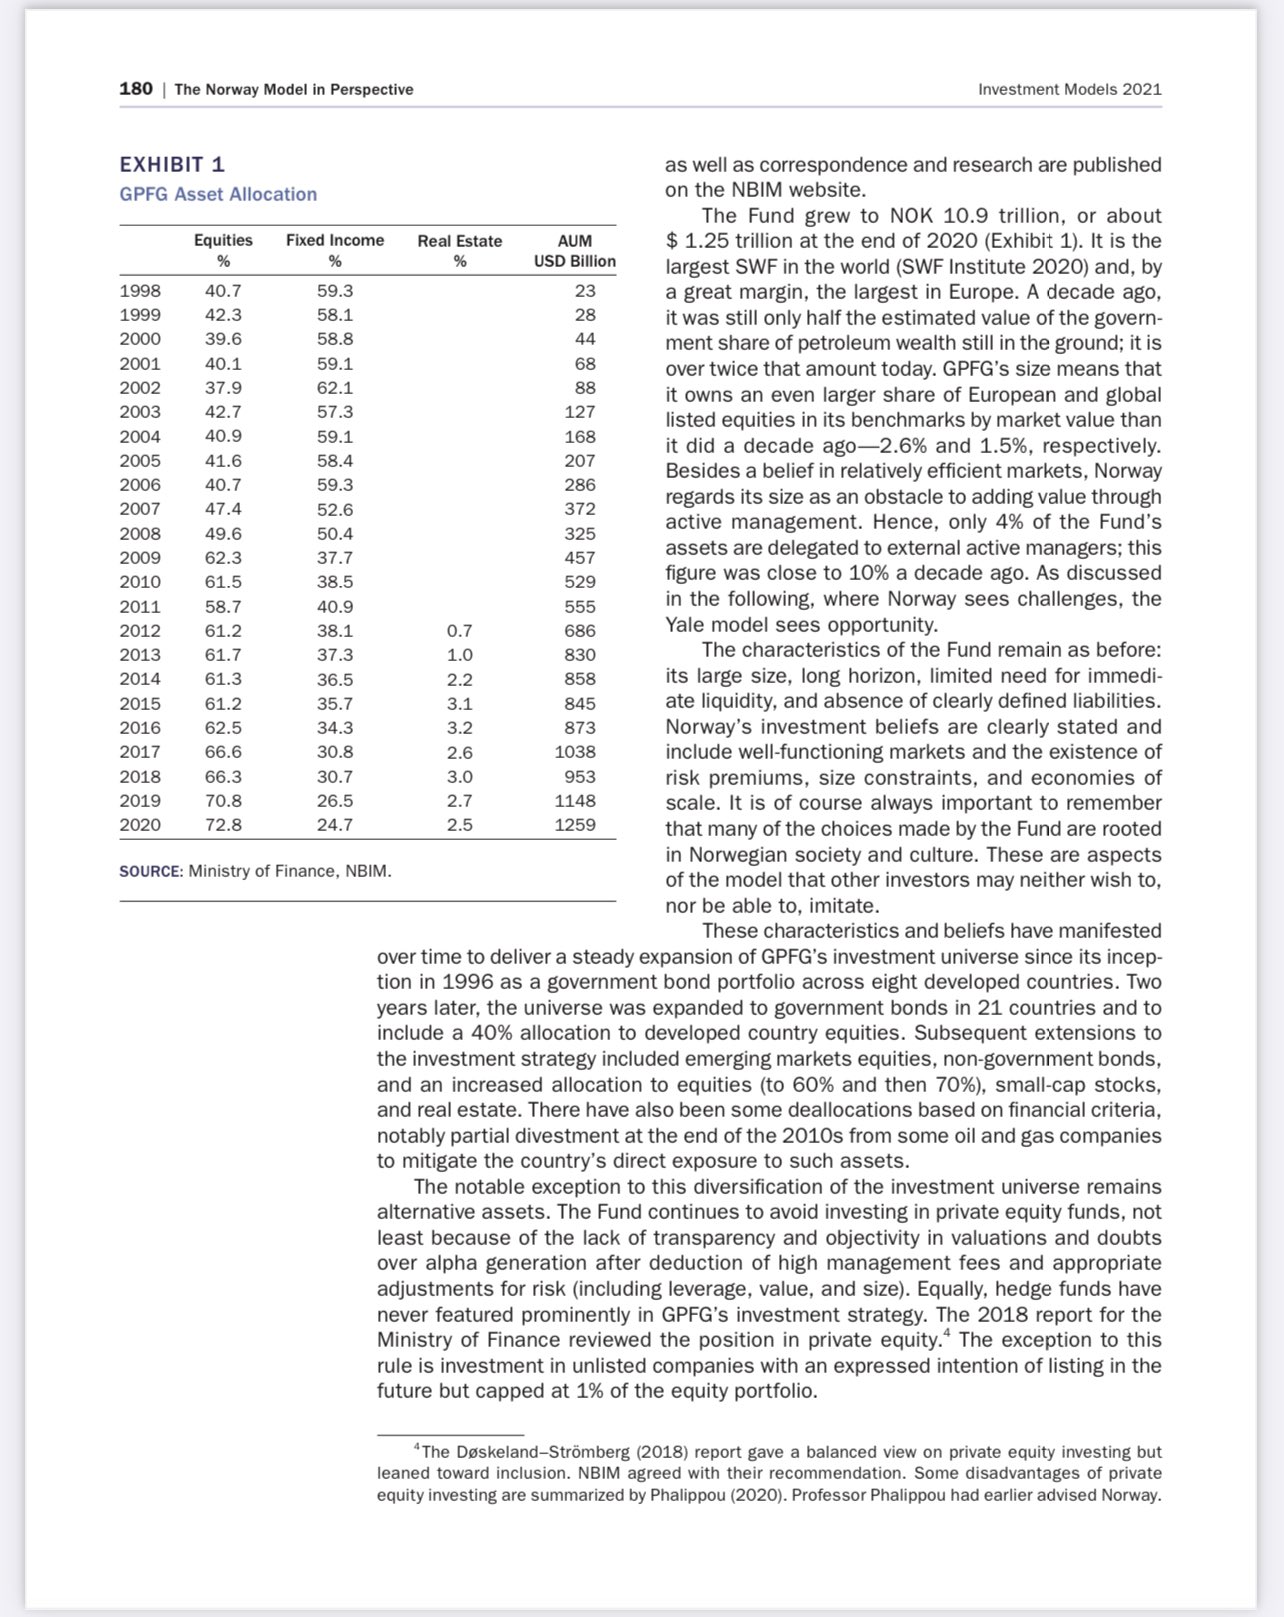 180 | The Norway Model in Perspective
Investment Models 2021
EXHIBIT 1
GPFG Asset Allocation
Equities Fixed Income Real Estate AUM
% % % USD Billion
1998 40.7 59.3 23
1999 42.3 58.1 28
2000 39.6 58.8 44
2001 40.1 59.1 68
2002 37.9 62.1 88
2003 42.7 57.3 127
2004 40.9 59.1 168
2005 41.6 58.4 207
2006 40.7 59.3 286
2007 47.4 52.6 372
2008 49.6 50.4 325
2009 62.3 37.7 457
2010 61.5 38.5 529
2011 58.7 40.9 555
2012 61.2 38.1 0.7 686
2013 61.7 37.3 1.0 830
2014 61.3 36.5 2.2 858
2015 61.2 35.7 3.1 845
2016 62.5 34.3 3.2 873
2017 66.6 30.8 2.6 1038
2018 66.3 30.7 3.0 953
2019 70.8 26.5 2.7 1148
2020 72.8 24.7 2.5 1259
SOURCE: Ministry of Finance, NBIM.
as well as correspondence and research are published
on the NBIM website.
The Fund grew to NOK 10.9 trillion, or about
$ 1.25 trillion at the end of 2020 (Exhibit 1). It is the
largest SWF in the world (SWF Institute 2020) and, by
a great margin, the largest in Europe. A decade ago,
it was still only half the estimated value of the govern-
ment share of petroleum wealth still in the ground; it is
over twice that amount today. GPFG's size means that
it owns an even larger share of European and global
listed equities in its benchmarks by market value than
it did a decade ago—2.6% and 1.5%, respectively.
Besides a belief in relatively efficient markets, Norway
regards its size as an obstacle to adding value through
active management. Hence, only 4% of the Fund's
assets are delegated to external active managers; this
figure was close to 10% a decade ago. As discussed
in the following, where Norway sees challenges, the
Yale model sees opportunity.
The characteristics of the Fund remain as before:
its large size, long horizon, limited need for immedi-
ate liquidity, and absence of clearly defined liabilities.
Norway's investment beliefs are clearly stated and
include well-functioning markets and the existence of
risk premiums, size constraints, and economies of
scale. It is of course always important to remember
that many of the choices made by the Fund are rooted
in Norwegian society and culture. These are aspects
of the model that other investors may neither wish to,
nor be able to, imitate.
These characteristics and beliefs have manifested
over time to deliver a steady expansion of GPFG's investment universe since its incep-
tion in 1996 as a government bond portfolio across eight developed countries. Two
years later, the universe was expanded to government bonds in 21 countries and to
include a 40% allocation to developed country equities. Subsequent extensions to
the investment strategy included emerging markets equities, non-government bonds,
and an increased allocation to equities (to 60% and then 70%), small-cap stocks,
and real estate. There have also been some deallocations based on financial criteria,
notably partial divestment at the end of the 2010s from some oil and gas companies
to mitigate the country's direct exposure to such assets.
The notable exception to this diversification of the investment universe remains
alternative assets. The Fund continues to avoid investing in private equity funds, not
least because of the lack of transparency and objectivity in valuations and doubts
over alpha generation after deduction of high management fees and appropriate
adjustments for risk (including leverage, value, and size). Equally, hedge funds have
never featured prominently in GPFG's investment strategy. The 2018 report for the
Ministry of Finance reviewed the position in private equity.⁴ The exception to this
rule is investment in unlisted companies with an expressed intention of listing in the
future but capped at 1% of the equity portfolio.
⁴The Døskeland–Strömberg (2018) report gave a balanced view on private equity investing but
leaned toward inclusion. NBIM agreed with their recommendation. Some disadvantages of private
equity investing are summarized by Phalippou (2020). Professor Phalippou had earlier advised Norway.